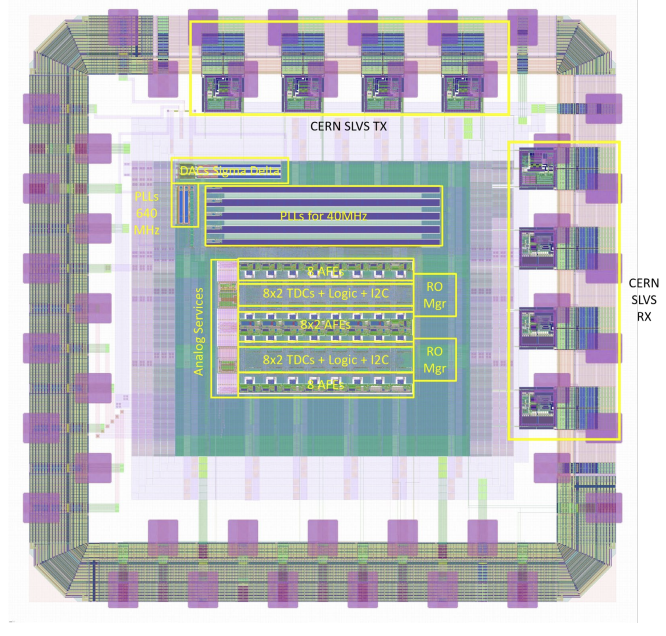 CERN SLVS TX
DACs Sigma Delta
PLLs
640
MHz
PLLs for 40MHz
CERN
SLVS
RX
Analog Services
8 AFEs
8x2 TDCs + Logic + I2C
RO
Mgr
8x2 AFEs
8x2 TDCs + Logic + I2C
RO
Mgr
8 AFEs